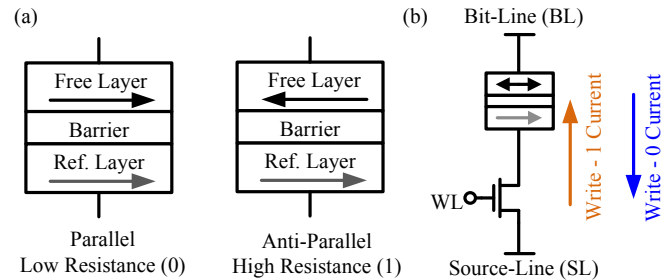 (a)
Free Layer
Barrier
Ref. Layer
Parallel
Low Resistance (0)
Free Layer
Barrier
Ref. Layer
Anti-Parallel
High Resistance (1)
(b)
Bit-Line (BL)
WL
Source-Line (SL)
Write - 1 Current
Write - 0 Current